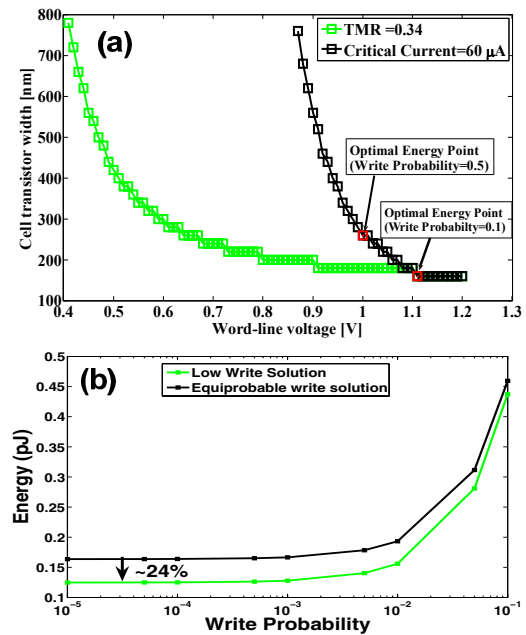 (a)
TMR =0.34
Critical Current=60 μA
Cell transistor width [nm]
800
700
600
500
400
300
200
100
Optimal Energy Point
(Write Probability=0.5)
Optimal Energy Point
(Write Probabilty=0.1)
0.4 0.5 0.6 0.7 0.8 0.9 1 1.1 1.2 1.3
Word-line voltage [V]
(b)
Low Write Solution
Equiprobable write solution
Energy (pJ)
0.5
0.45
0.4
0.35
0.3
0.25
0.2
0.15
0.1
~24%
10⁻⁵ 10⁻⁴ 10⁻³ 10⁻² 10⁻¹
Write Probability